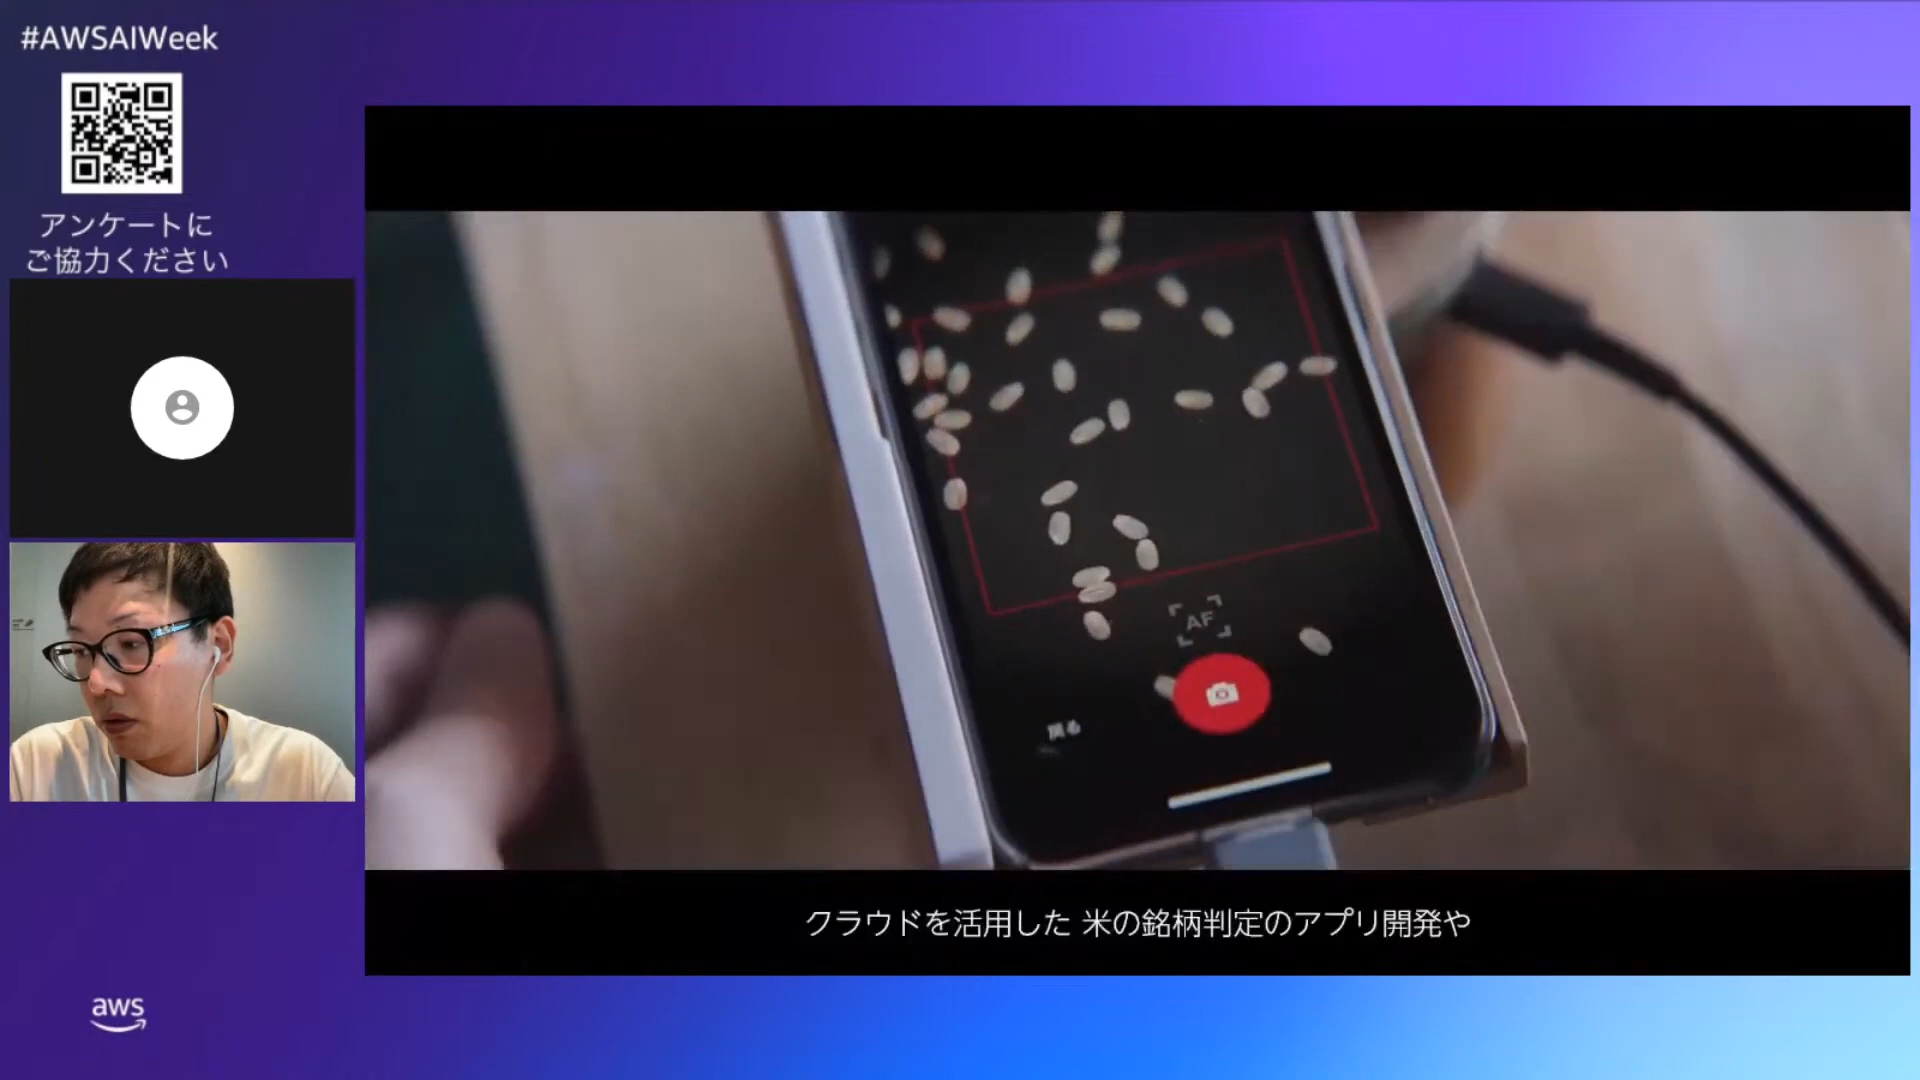 #AWSAIWeek
アンケートに
ご協力ください
AF
戻る
クラウドを活用した 米の銘柄判定のアプリ開発や
aws